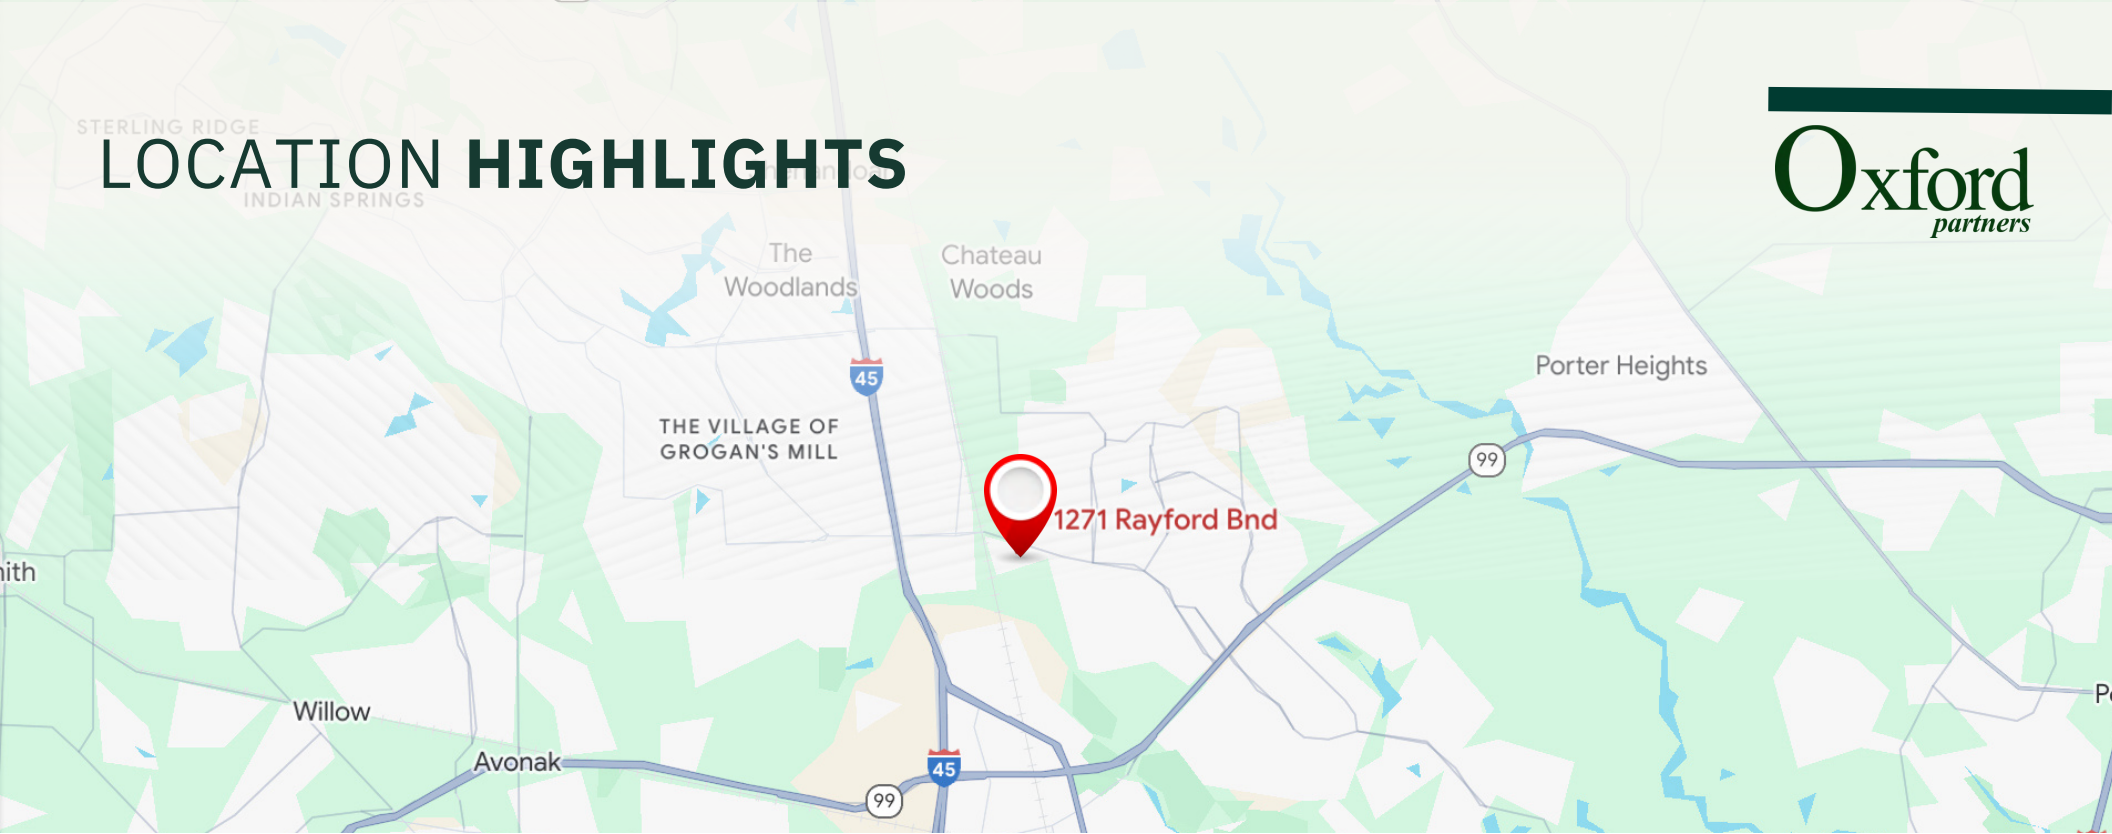 STERLING RIDGE
LOCATION HIGHLIGHTS
INDIAN SPRINGS
Oxford
partners
The
Woodlands
Chateau
Woods
45
Porter Heights
THE VILLAGE OF
GROGAN'S MILL
99
1271 Rayford Bnd
Willow
Avonak
45
99